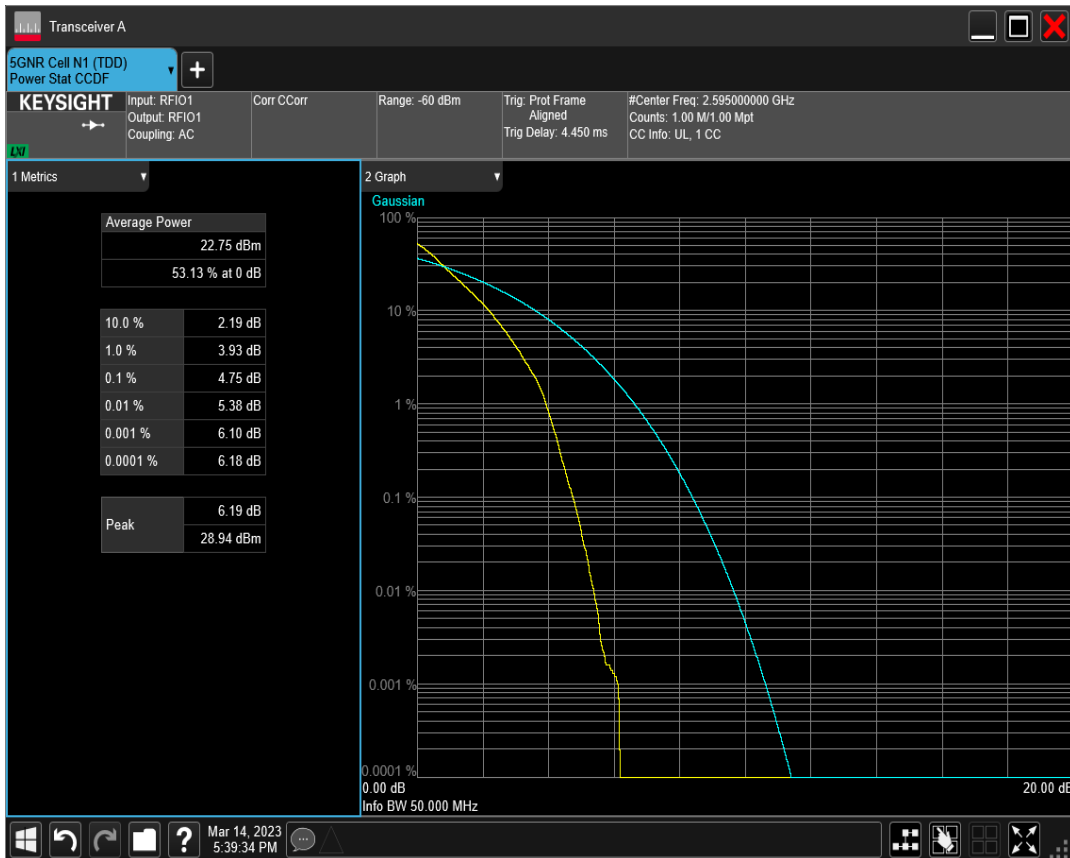 Transceiver A
5GNR Cell N1 (TDD)
Power Stat CCDF
+
KEYSIGHT
LXI
Input: RFIO1
Output: RFIO1
Coupling: AC
Corr CCorr
Range: -60 dBm
Trig: Prot Frame
Aligned
Trig Delay: 4.450 ms
#Center Freq: 2.595000000 GHz
Counts: 1.00 M/1.00 Mpt
CC Info: UL, 1 CC
1 Metrics
Average Power
22.75 dBm
53.13 % at 0 dB
10.0 % 2.19 dB
1.0 % 3.93 dB
0.1 % 4.75 dB
0.01 % 5.38 dB
0.001 % 6.10 dB
0.0001 % 6.18 dB
Peak 6.19 dB
28.94 dBm
2 Graph
Gaussian
100 %
10 %
1 %
0.1 %
0.01 %
0.001 %
0.0001 %
0.00 dB 20.00 dB
Info BW 50.000 MHz
?
Mar 14, 2023
5:39:34 PM